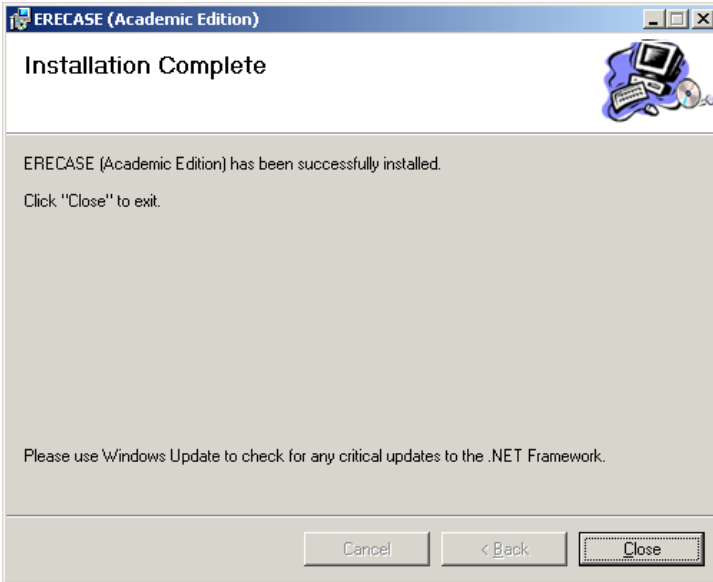 ERECASE (Academic Edition)
Installation Complete
ERECASE (Academic Edition) has been successfully installed.
Click "Close" to exit.
Please use Windows Update to check for any critical updates to the .NET Framework.
Cancel
< Back
Close